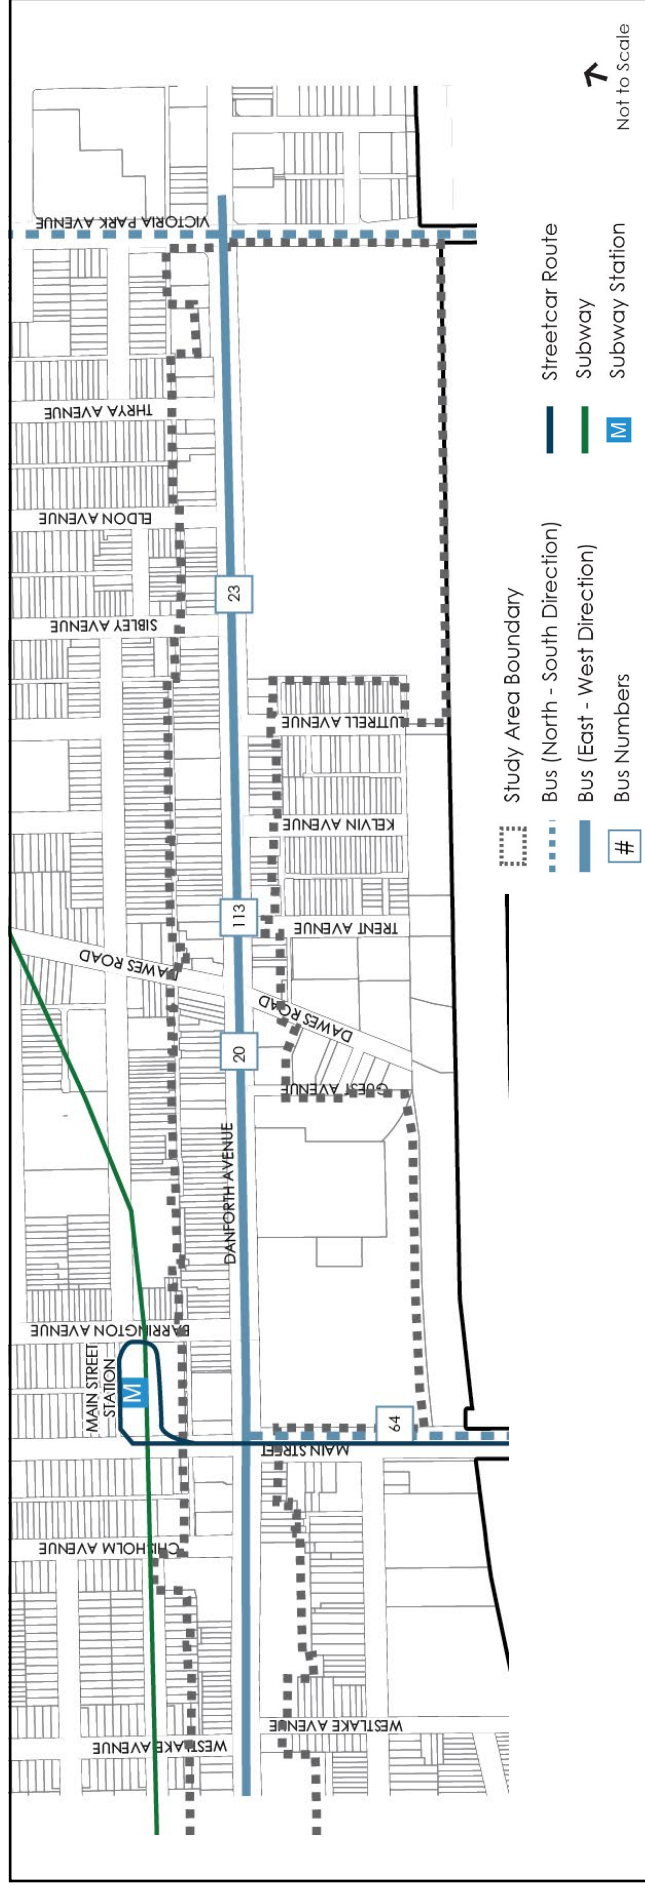 WESTLAKE AVENUE
CHISHOLM AVENUE
MAIN STREET
STATION
M
BARRINGTON AVENUE
DAWES ROAD
SIBLEY AVENUE
ELDON AVENUE
THRYA AVENUE
VICTORIA PARK AVENUE
DANFORTH AVENUE
20
113
23
WESTLAKE AVENUE
MAIN STREET
64
GUEST AVENUE
DAWES ROAD
TRENT AVENUE
KELVIN AVENUE
LUTTRELL AVENUE
Study Area Boundary
Bus (North - South Direction)
Bus (East - West Direction)
# Bus Numbers
Streetcar Route
Subway
M Subway Station
Not to Scale